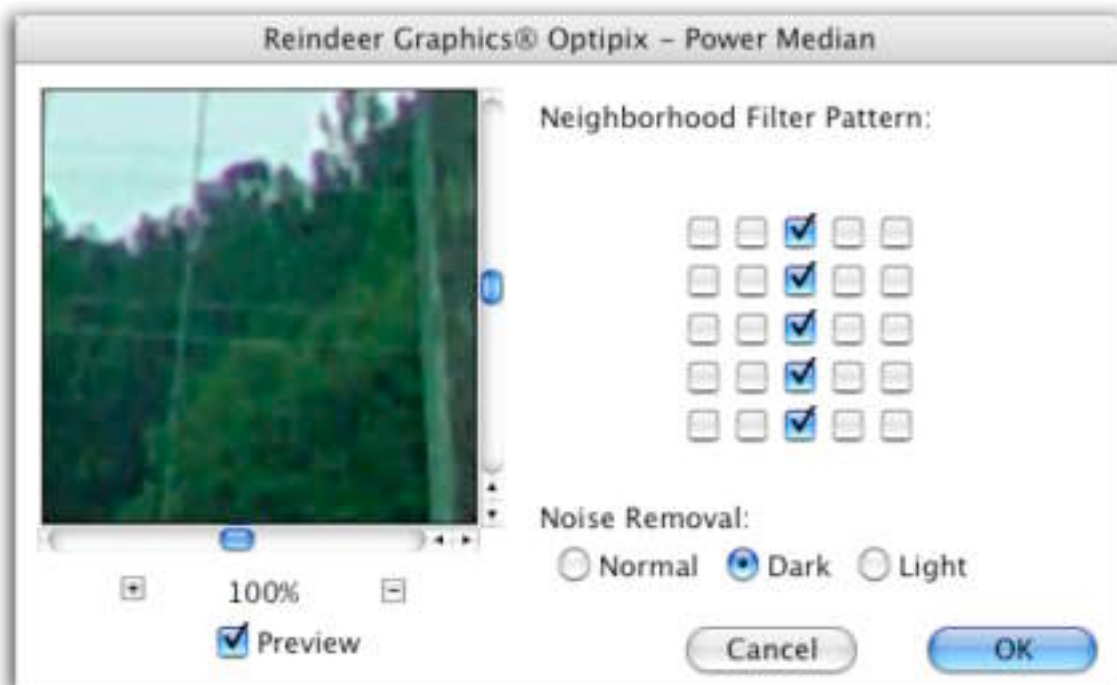 Reindeer Graphics® Optipix – Power Median
Neighborhood Filter Pattern:
Noise Removal:
Normal Dark Light
100%
Preview
Cancel OK